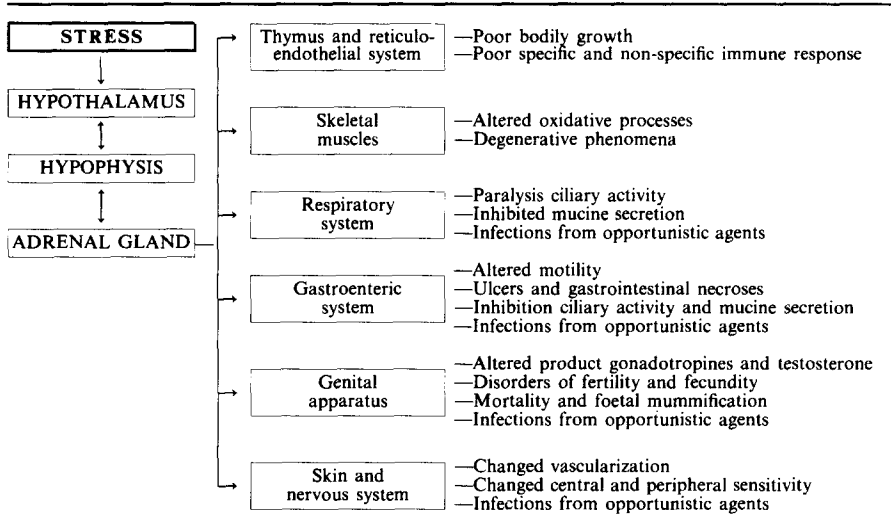 STRESS
HYPOTHALAMUS
HYPOPHYSIS
ADRENAL GLAND
Thymus and reticulo-
endothelial system
—Poor bodily growth
—Poor specific and non-specific immune response
Skeletal
muscles
—Altered oxidative processes
—Degenerative phenomena
Respiratory
system
—Paralysis ciliary activity
—Inhibited mucine secretion
—Infections from opportunistic agents
Gastroenteric
system
—Altered motility
—Ulcers and gastrointestinal necroses
—Inhibition ciliary activity and mucine secretion
—Infections from opportunistic agents
Genital
apparatus
—Altered product gonadotropines and testosterone
—Disorders of fertility and fecundity
—Mortality and foetal mummification
—Infections from opportunistic agents
Skin and
nervous system
—Changed vascularization
—Changed central and peripheral sensitivity
—Infections from opportunistic agents